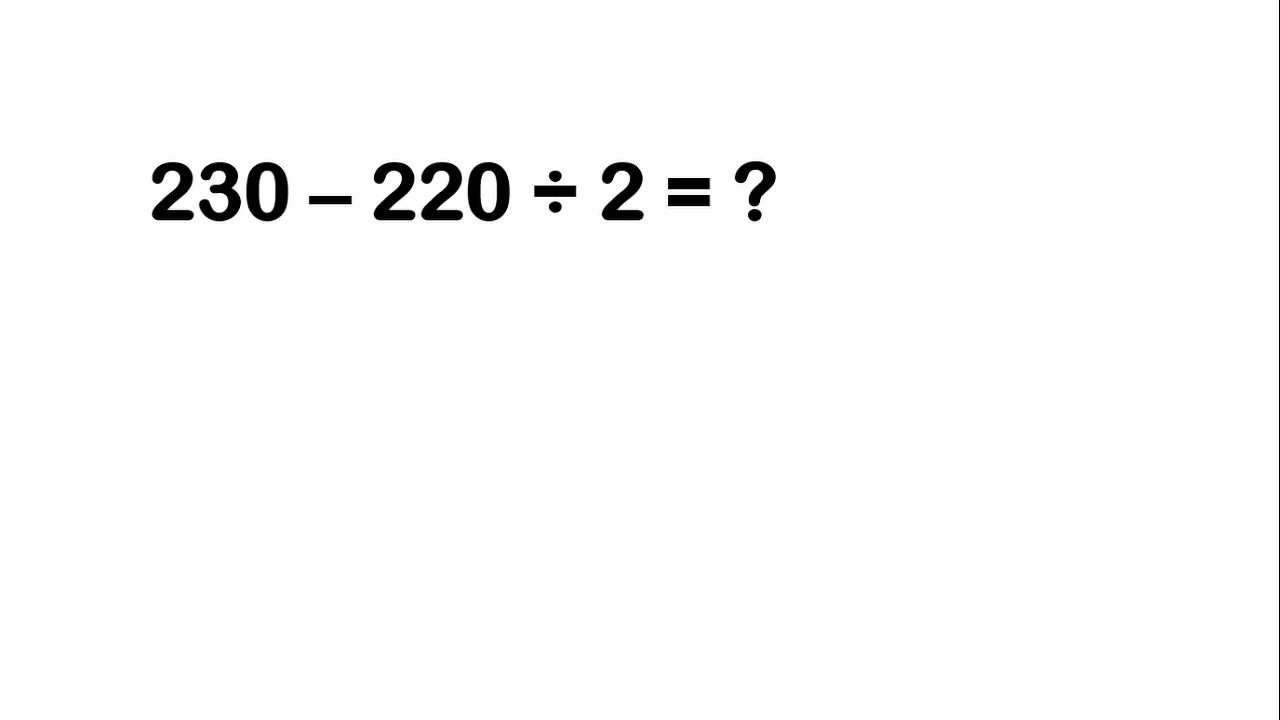 230 – 220 ÷ 2 = ?